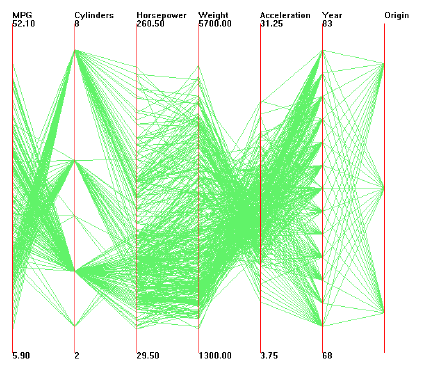 MPG Cylinders Horsepower Weight Acceleration Year Origin
52.10 8 260.50 5700.00 31.25 83
5.90 2 29.50 1300.00 3.75 68